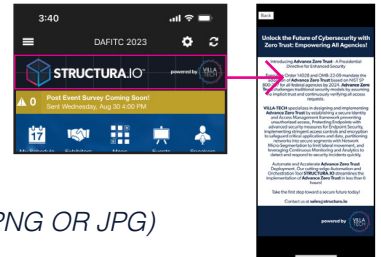 3:40
DAFITC 2023
STRUCTURA.IO
powered by VILLA TECH
0
Post Event Survey Coming Soon!
Sent Wednesday, Aug 30 4:00 PM
17
PNG OR JPG)
Back
Unlock the Future of Cybersecurity with
Zero Trust: Empowering All Agencies!
Introducing Advance Zero Trust - A Presidential
Directive for Enhanced Security
Order 14028 and OMB 22-09 mandate the
adoption of Advance Zero Trust based on NIST SP
for all federal agencies by 2024. Advance Zero
challenges traditional security models by assuming
no implicit trust and continuously verifying all access
requests.
VILLA-TECH specializes in designing and implementing
Advance Zero Trust by establishing a secure Identity
and Access Management framework preventing
unauthorized access, Protecting Endpoints with
advanced security measures for Endpoint Security,
implementing stringent access controls and encryption
to safeguard critical applications and data, partitioning
networks into secure segments with Network
Micro-Segmentation to limit lateral movement, and
leveraging Continuous Monitoring and Analytics to
detect and respond to security incidents quickly.
Automate and Accelerate Advance Zero Trust
Deployment. Our cutting-edge Automation and
Orchestration Tool STRUCTURA.IO streamlines the
implementation of Advance Zero Trust in less than 6
hours!
Take the first step toward a secure future today!
Contact us at sales@structura.io
powered by VILLA TECH